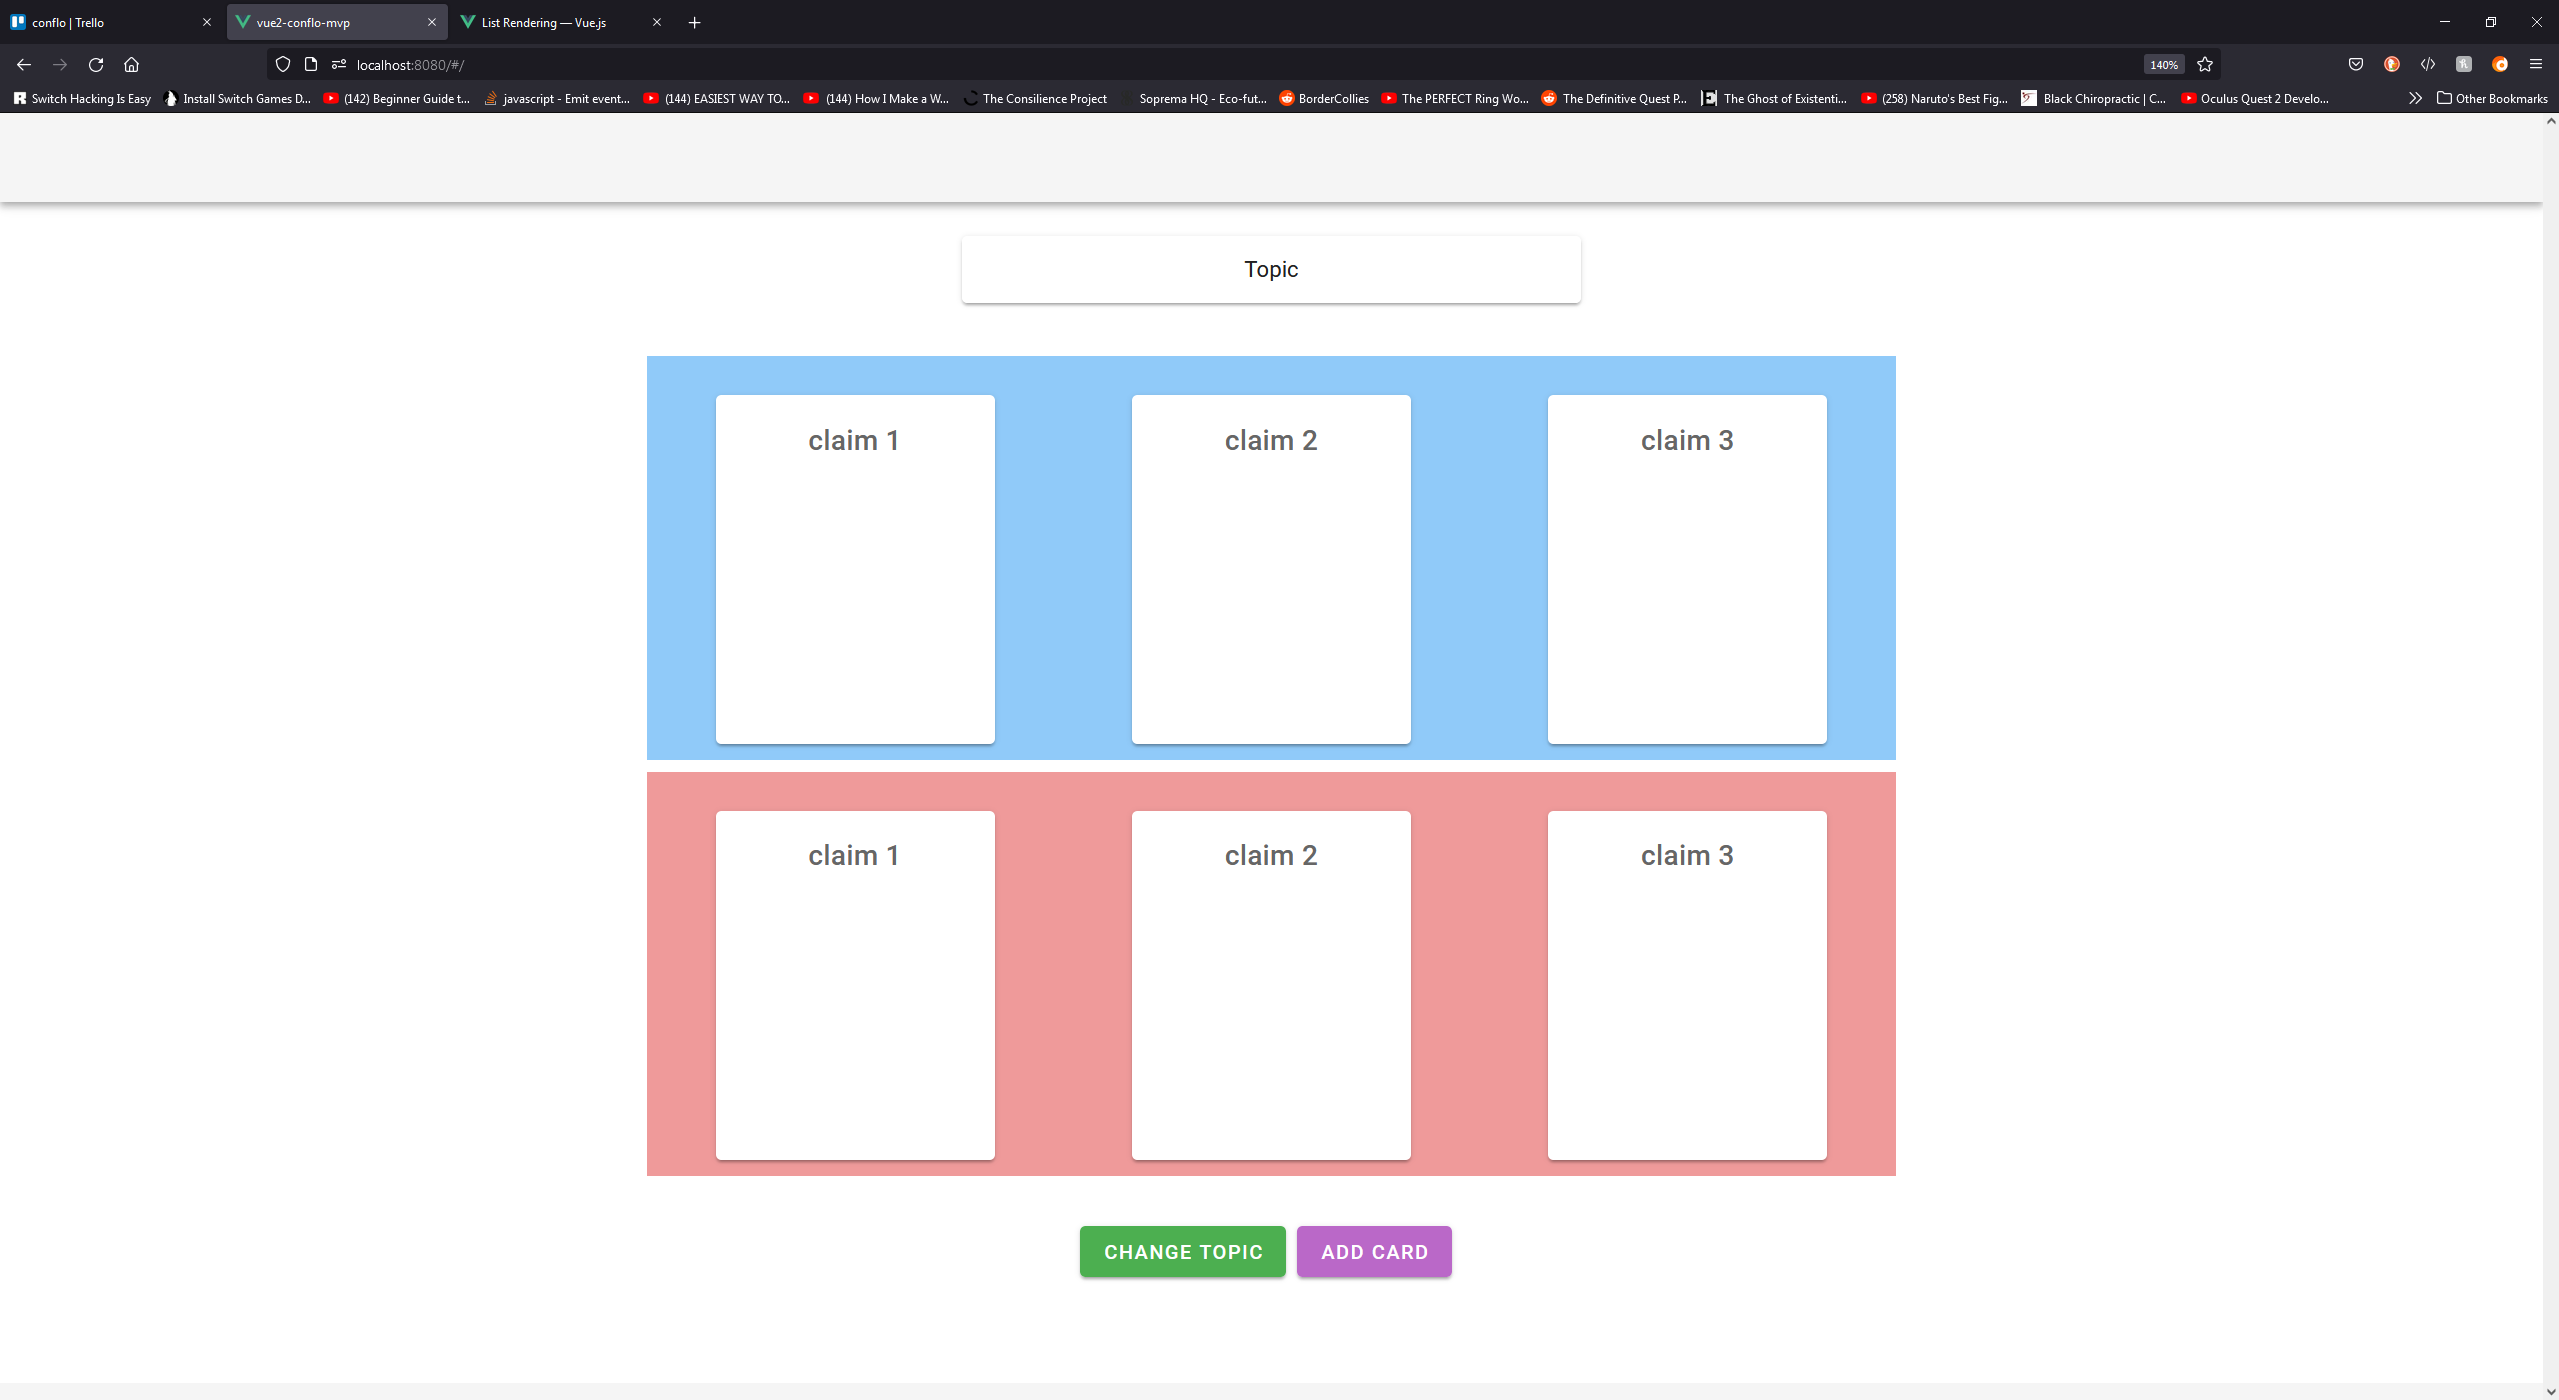 conflo | Trello
vue2-conflo-mvp
List Rendering — Vue.js
localhost:8080/#/
140%
Switch Hacking Is Easy
Install Switch Games D...
(142) Beginner Guide t...
javascript - Emit event...
(144) EASIEST WAY TO...
(144) How I Make a W...
The Consilience Project
Soprema HQ - Eco-fut...
BorderCollies
The PERFECT Ring Wo...
The Definitive Quest P...
The Ghost of Existenti...
(258) Naruto's Best Fig...
Black Chiropractic | C...
Oculus Quest 2 Develo...
Other Bookmarks
Topic
claim 1
claim 2
claim 3
claim 1
claim 2
claim 3
CHANGE TOPIC
ADD CARD